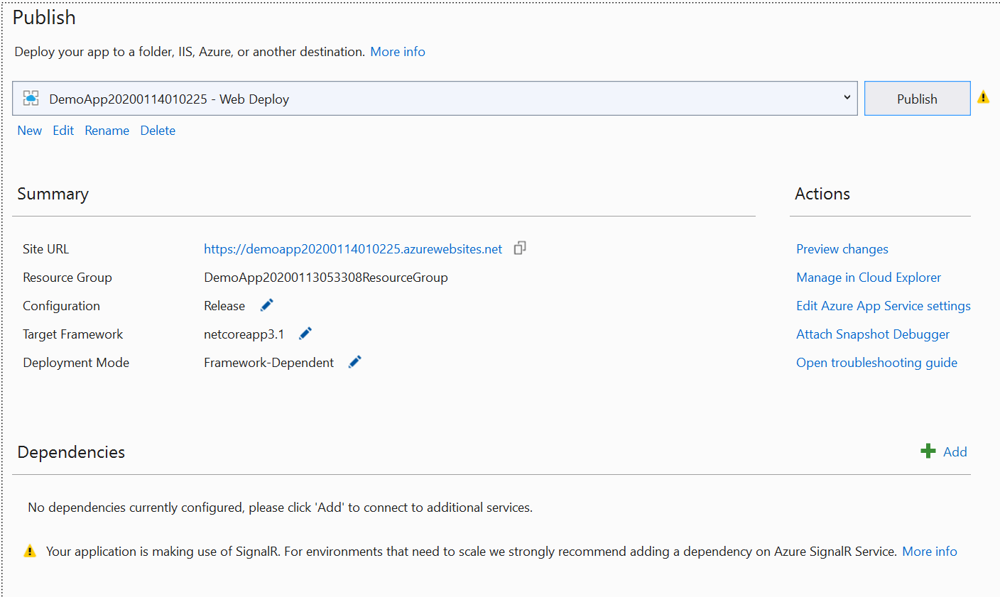 Publish
Deploy your app to a folder, IIS, Azure, or another destination. More info
DemoApp20200114010225 - Web Deploy
Publish
New Edit Rename Delete
Summary
Actions
Site URL https://demoapp20200114010225.azurewebsites.net
Preview changes
Resource Group DemoApp20200113053308ResourceGroup
Manage in Cloud Explorer
Configuration Release
Edit Azure App Service settings
Target Framework netcoreapp3.1
Attach Snapshot Debugger
Deployment Mode Framework-Dependent
Open troubleshooting guide
Dependencies
Add
No dependencies currently configured, please click 'Add' to connect to additional services.
Your application is making use of SignalR. For environments that need to scale we strongly recommend adding a dependency on Azure SignalR Service. More info